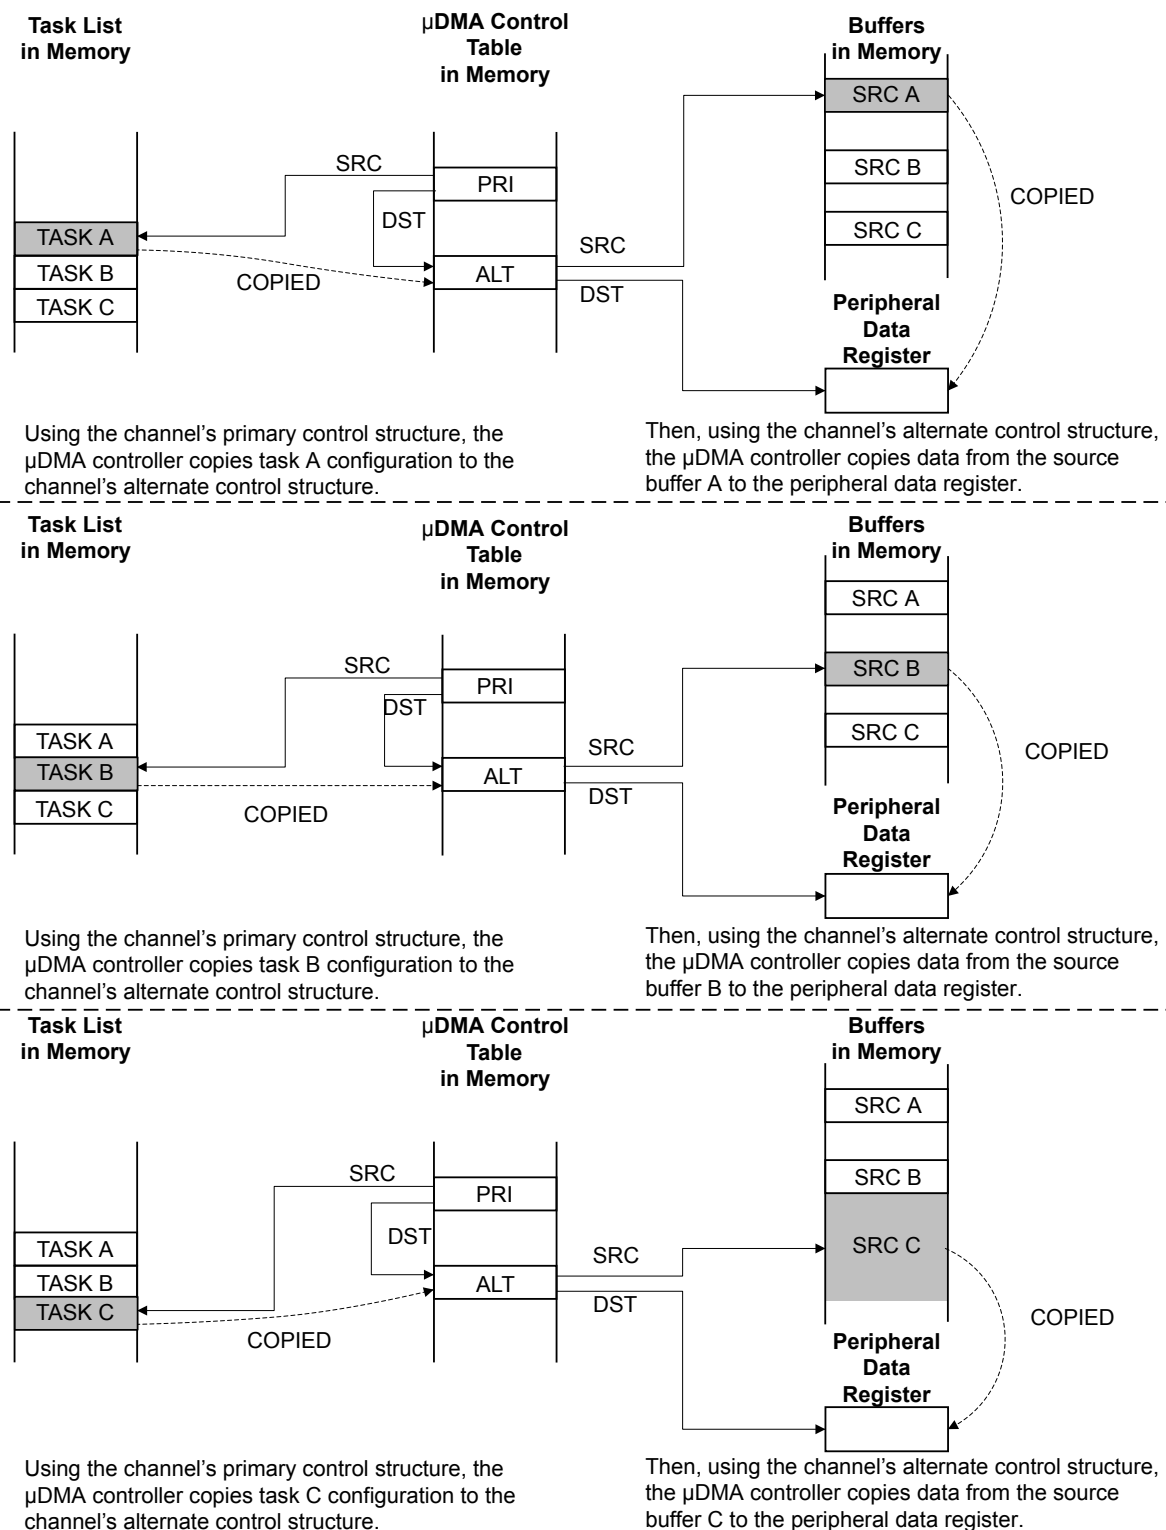 Task List
in Memory
µDMA Control
Table
in Memory
Buffers
in Memory
SRC A
SRC B
SRC C
COPIED
SRC
PRI
DST
TASK A
TASK B
TASK C
COPIED
ALT
SRC
DST
Peripheral
Data
Register
Using the channel's primary control structure, the
µDMA controller copies task A configuration to the
channel's alternate control structure.
Then, using the channel's alternate control structure,
the µDMA controller copies data from the source
buffer A to the peripheral data register.
Task List
in Memory
µDMA Control
Table
in Memory
Buffers
in Memory
SRC A
SRC B
SRC C
COPIED
SRC
PRI
DST
TASK A
TASK B
TASK C
COPIED
ALT
SRC
DST
Peripheral
Data
Register
Using the channel's primary control structure, the
µDMA controller copies task B configuration to the
channel's alternate control structure.
Then, using the channel's alternate control structure,
the µDMA controller copies data from the source
buffer B to the peripheral data register.
Task List
in Memory
µDMA Control
Table
in Memory
Buffers
in Memory
SRC A
SRC B
SRC C
COPIED
SRC
PRI
DST
TASK A
TASK B
TASK C
COPIED
ALT
SRC
DST
Peripheral
Data
Register
Using the channel's primary control structure, the
µDMA controller copies task C configuration to the
channel's alternate control structure.
Then, using the channel's alternate control structure,
the µDMA controller copies data from the source
buffer C to the peripheral data register.